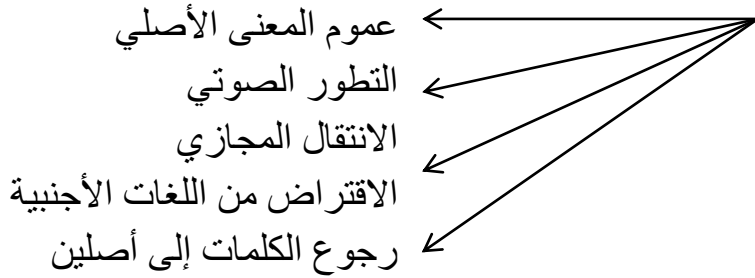 عموم المعنى الأصلي
التطور الصوتي
الانتقال المجازي
الاقتراض من اللغات الأجنبية
رجوع الكلمات إلى أصلين